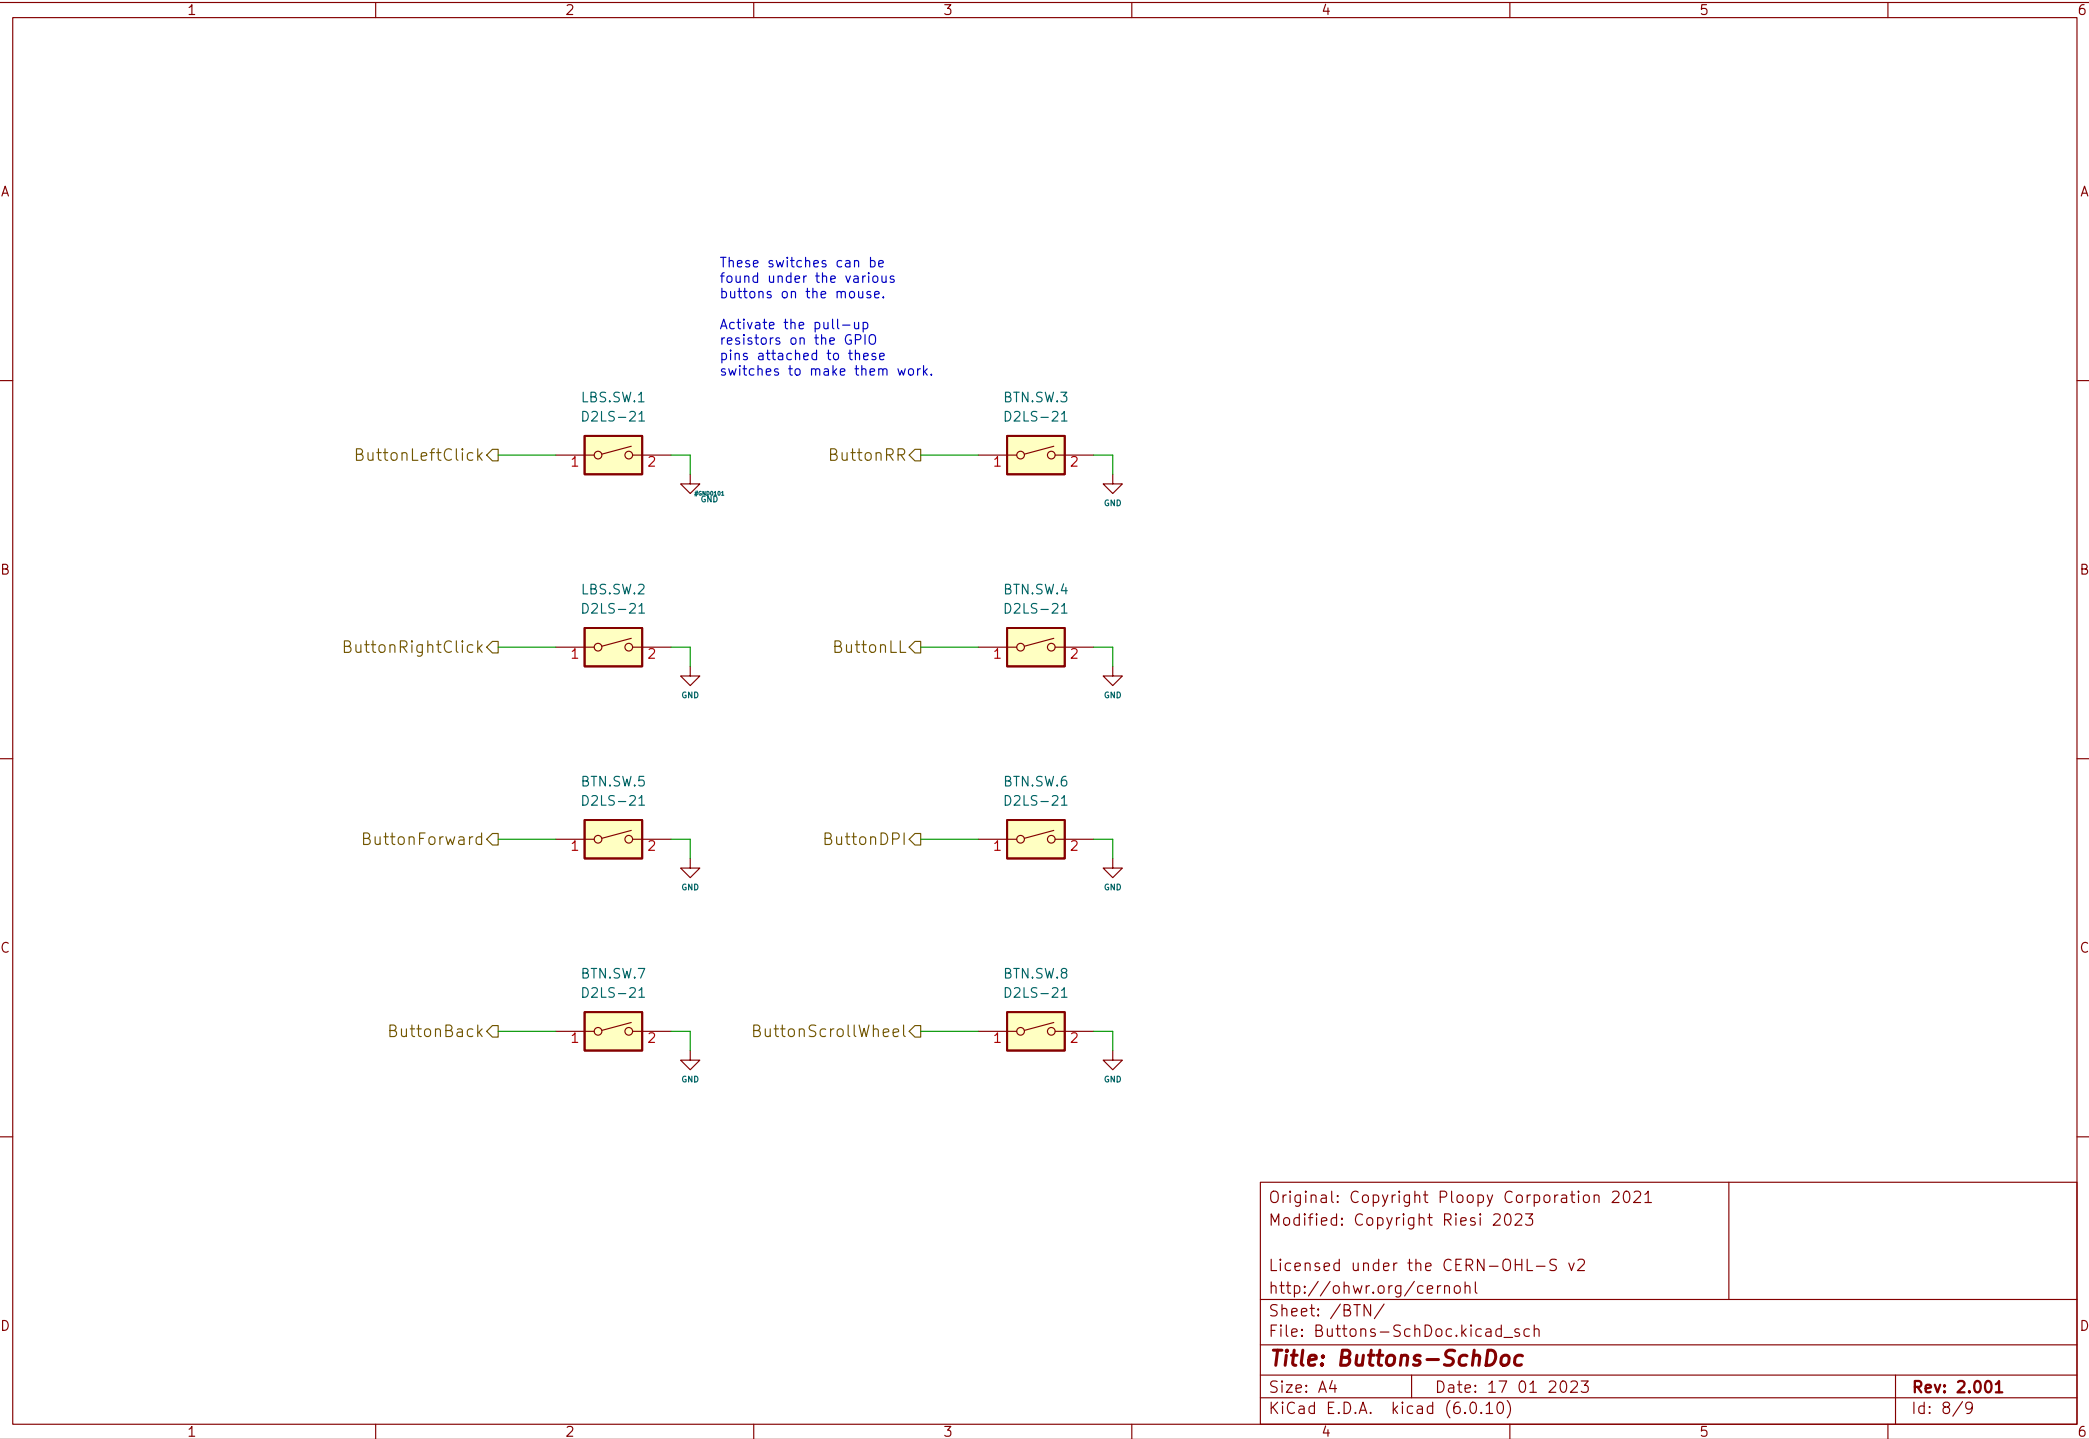 1 2 3 4 5 6
A A
These switches can be
found under the various
buttons on the mouse.
Activate the pull-up
resistors on the GPIO
pins attached to these
switches to make them work.
LBS.SW.1
D2LS-21
ButtonLeftClick
1 2
#GND0101
GND
BTN.SW.3
D2LS-21
ButtonRR
1 2
GND
B B
LBS.SW.2
D2LS-21
ButtonRightClick
1 2
GND
BTN.SW.4
D2LS-21
ButtonLL
1 2
GND
BTN.SW.5
D2LS-21
ButtonForward
1 2
GND
BTN.SW.6
D2LS-21
ButtonDPI
1 2
GND
C C
BTN.SW.7
D2LS-21
ButtonBack
1 2
GND
BTN.SW.8
D2LS-21
ButtonScrollWheel
1 2
GND
Original: Copyright Ploopy Corporation 2021
Modified: Copyright Riesi 2023
Licensed under the CERN-OHL-S v2
http://ohwr.org/cernohl
Sheet: /BTN/
File: Buttons-SchDoc.kicad_sch
D D
Title: Buttons-SchDoc
Size: A4 Date: 17 01 2023 Rev: 2.001
KiCad E.D.A. kicad (6.0.10) Id: 8/9
1 2 3 4 5 6